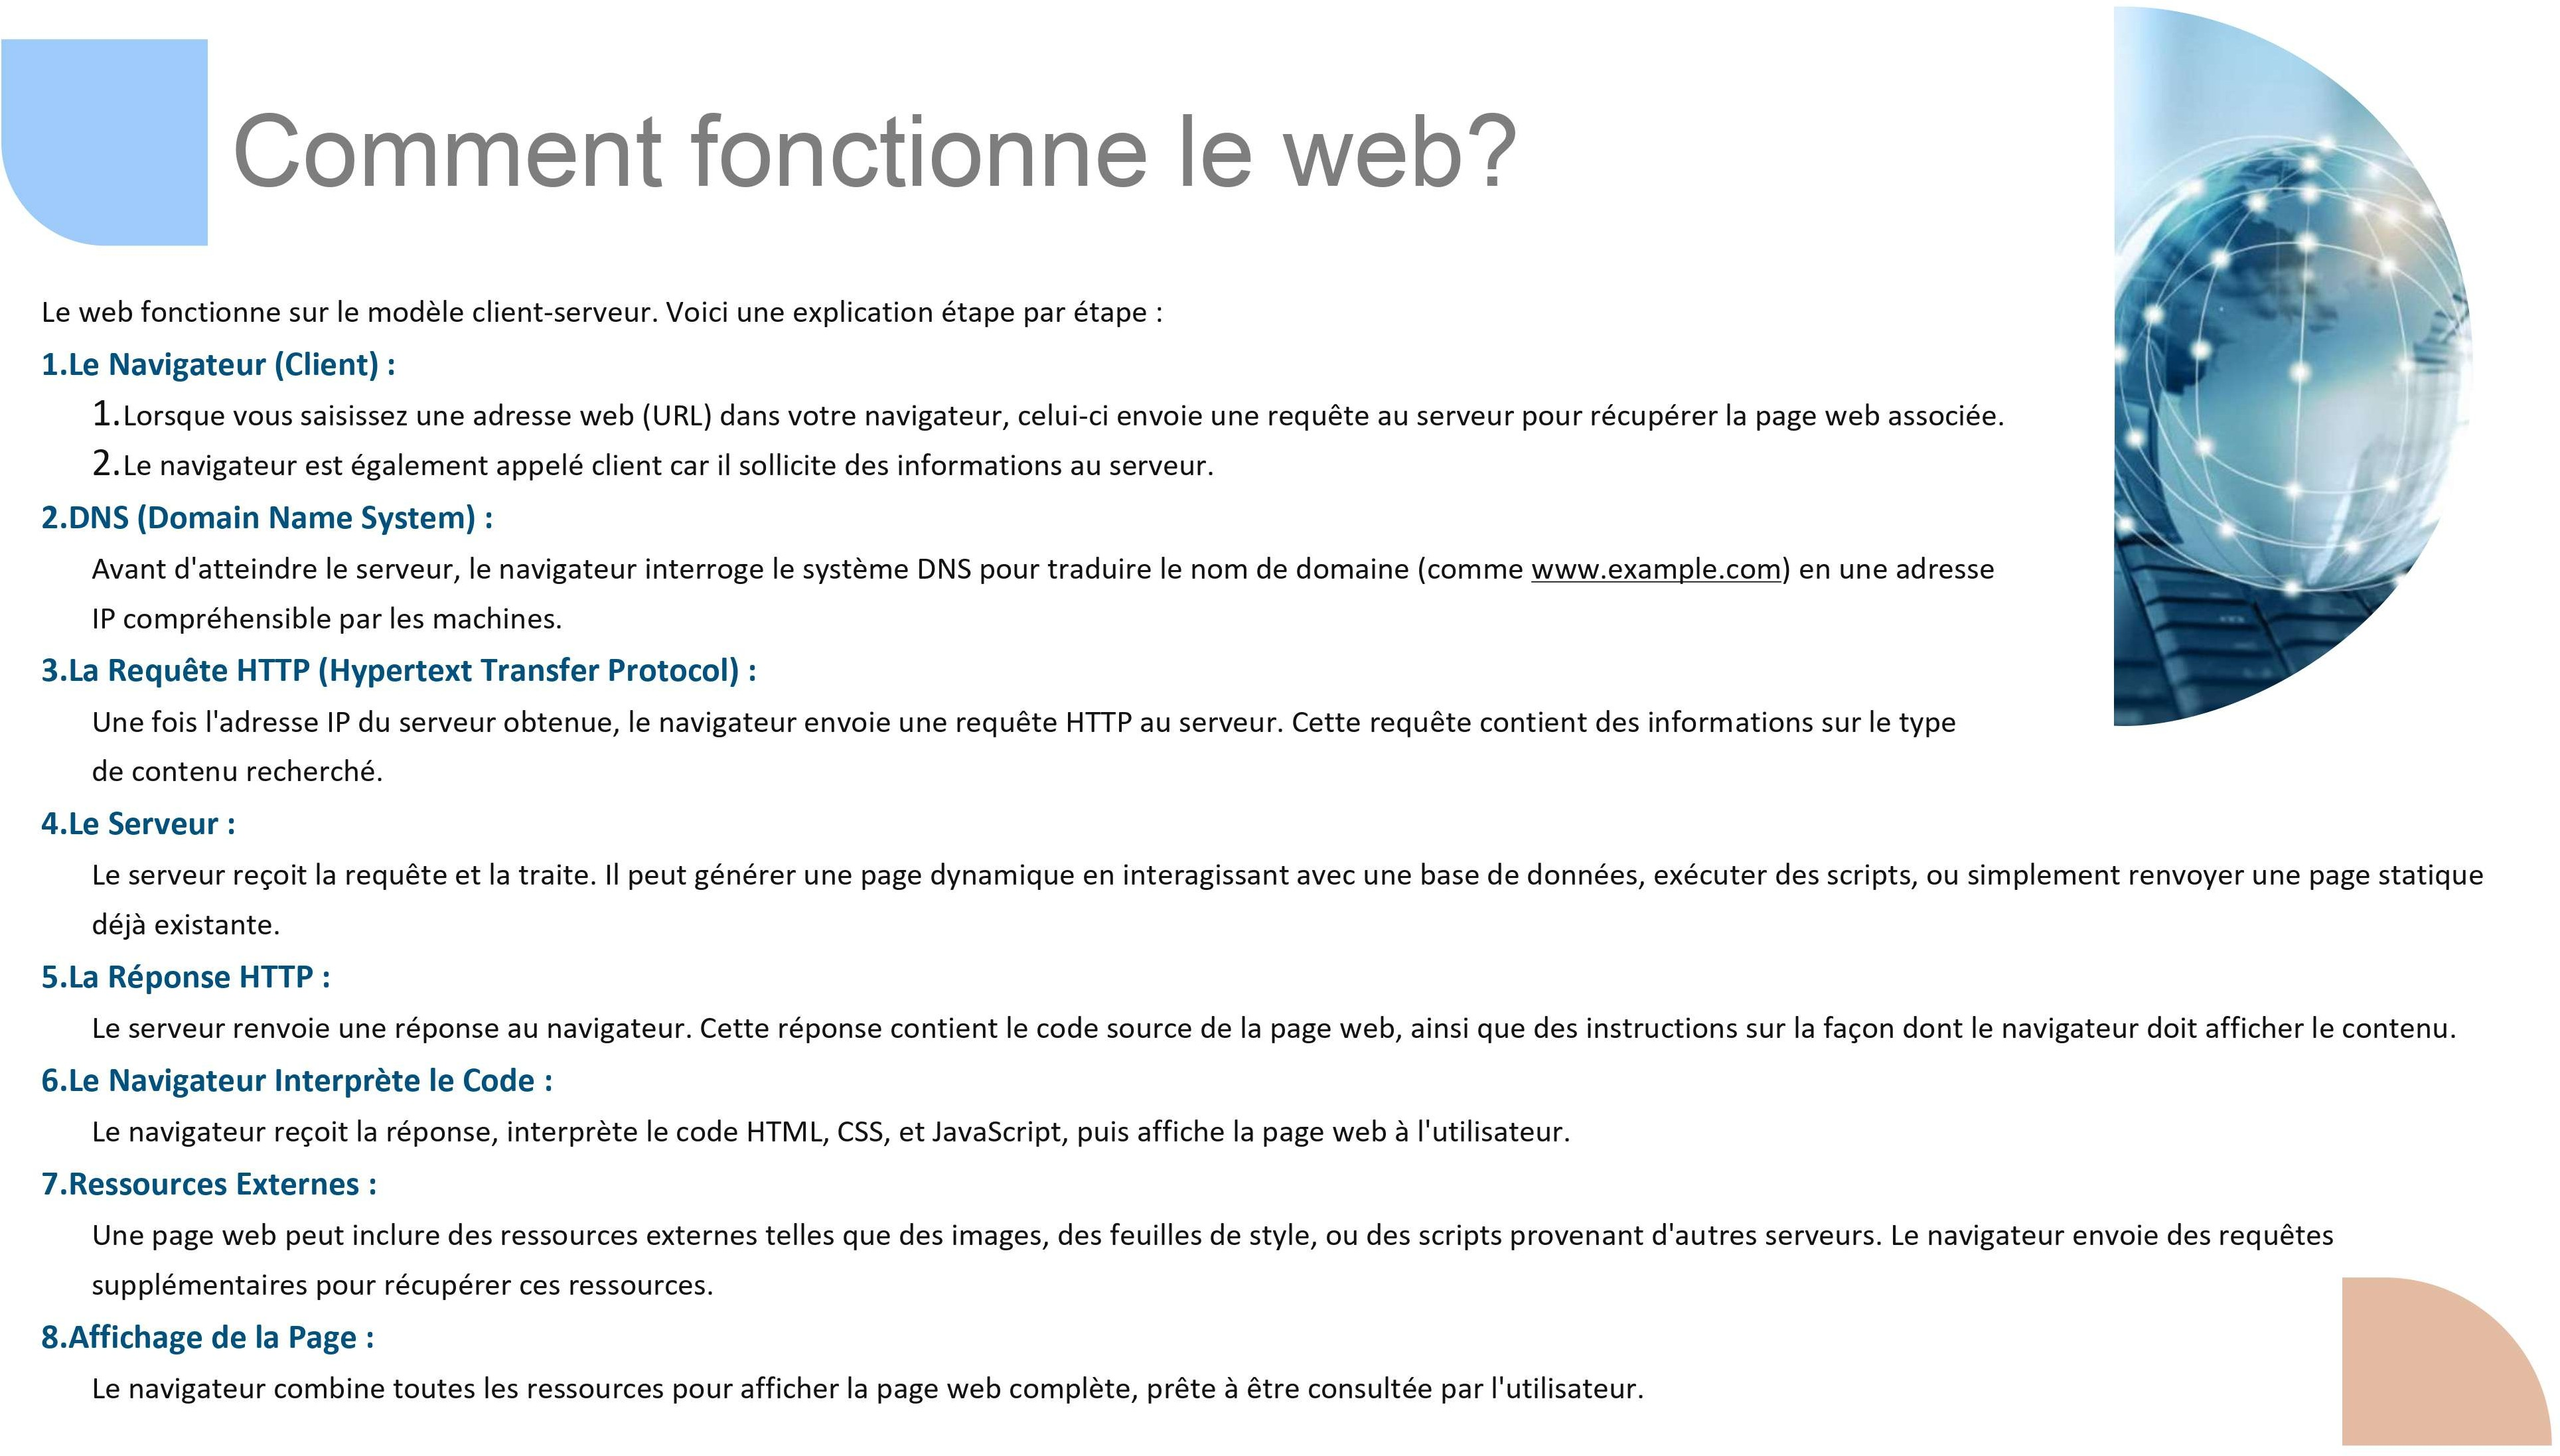 Comment fonctionne le web?
Le web fonctionne sur le modèle client-serveur. Voici une explication étape par étape :
1.Le Navigateur (Client) :
1.Lorsque vous saisissez une adresse web (URL) dans votre navigateur, celui-ci envoie une requête au serveur pour récupérer la page web associée.
2.Le navigateur est également appelé client car il sollicite des informations au serveur.
2.DNS (Domain Name System) :
Avant d'atteindre le serveur, le navigateur interroge le système DNS pour traduire le nom de domaine (comme www.example.com) en une adresse
IP compréhensible par les machines.
3.La Requête HTTP (Hypertext Transfer Protocol) :
Une fois l'adresse IP du serveur obtenue, le navigateur envoie une requête HTTP au serveur. Cette requête contient des informations sur le type
de contenu recherché.
4.Le Serveur :
Le serveur reçoit la requête et la traite. Il peut générer une page dynamique en interagissant avec une base de données, exécuter des scripts, ou simplement renvoyer une page statique
déjà existante.
5.La Réponse HTTP :
Le serveur renvoie une réponse au navigateur. Cette réponse contient le code source de la page web, ainsi que des instructions sur la façon dont le navigateur doit afficher le contenu.
6.Le Navigateur Interprète le Code :
Le navigateur reçoit la réponse, interprète le code HTML, CSS, et JavaScript, puis affiche la page web à l'utilisateur.
7.Ressources Externes :
Une page web peut inclure des ressources externes telles que des images, des feuilles de style, ou des scripts provenant d'autres serveurs. Le navigateur envoie des requêtes
supplémentaires pour récupérer ces ressources.
8.Affichage de la Page :
Le navigateur combine toutes les ressources pour afficher la page web complète, prête à être consultée par l'utilisateur.